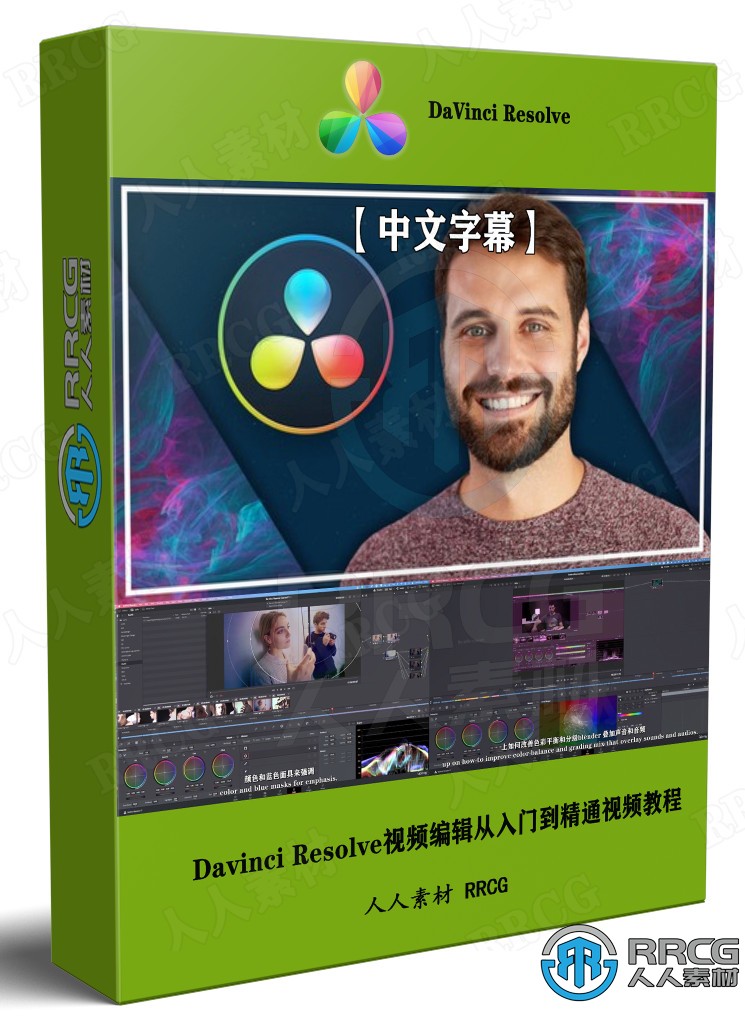 DaVinci Resolve
【中文字幕】
RRCG
人人素材
颜色和蓝色面具来强调
color and blue masks for emphasis.
上如何改善色彩平衡和分级blender 叠加声音和音频
up on how to improve color balance and grading mix that overlay sounds and audios.
Davinci Resolve视频编辑从入门到精通视频教程
人人素材 RRCG
RRCG
人人素材